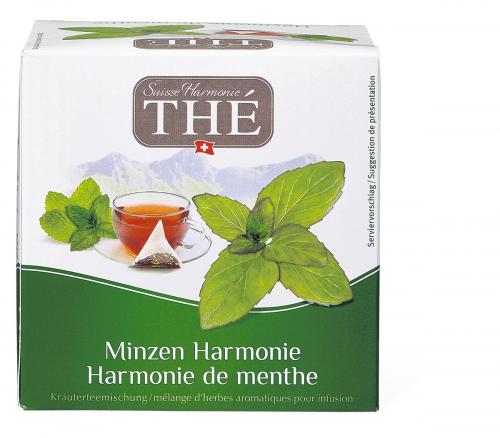 Suisse Harmonie
THÉ
Serviervorschlag / Suggestion de présentation
Minzen Harmonie
Harmonie de menthe
Kräuterteemischung / mélange d'herbes aromatiques pour infusion